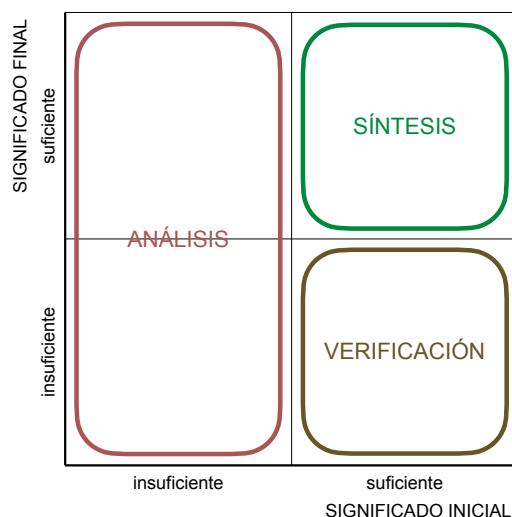 SIGNIFICADO FINAL
suficiente
insuficiente
SÍNTESIS
ANÁLISIS
VERIFICACIÓN
insuficiente
suficiente
SIGNIFICADO INICIAL